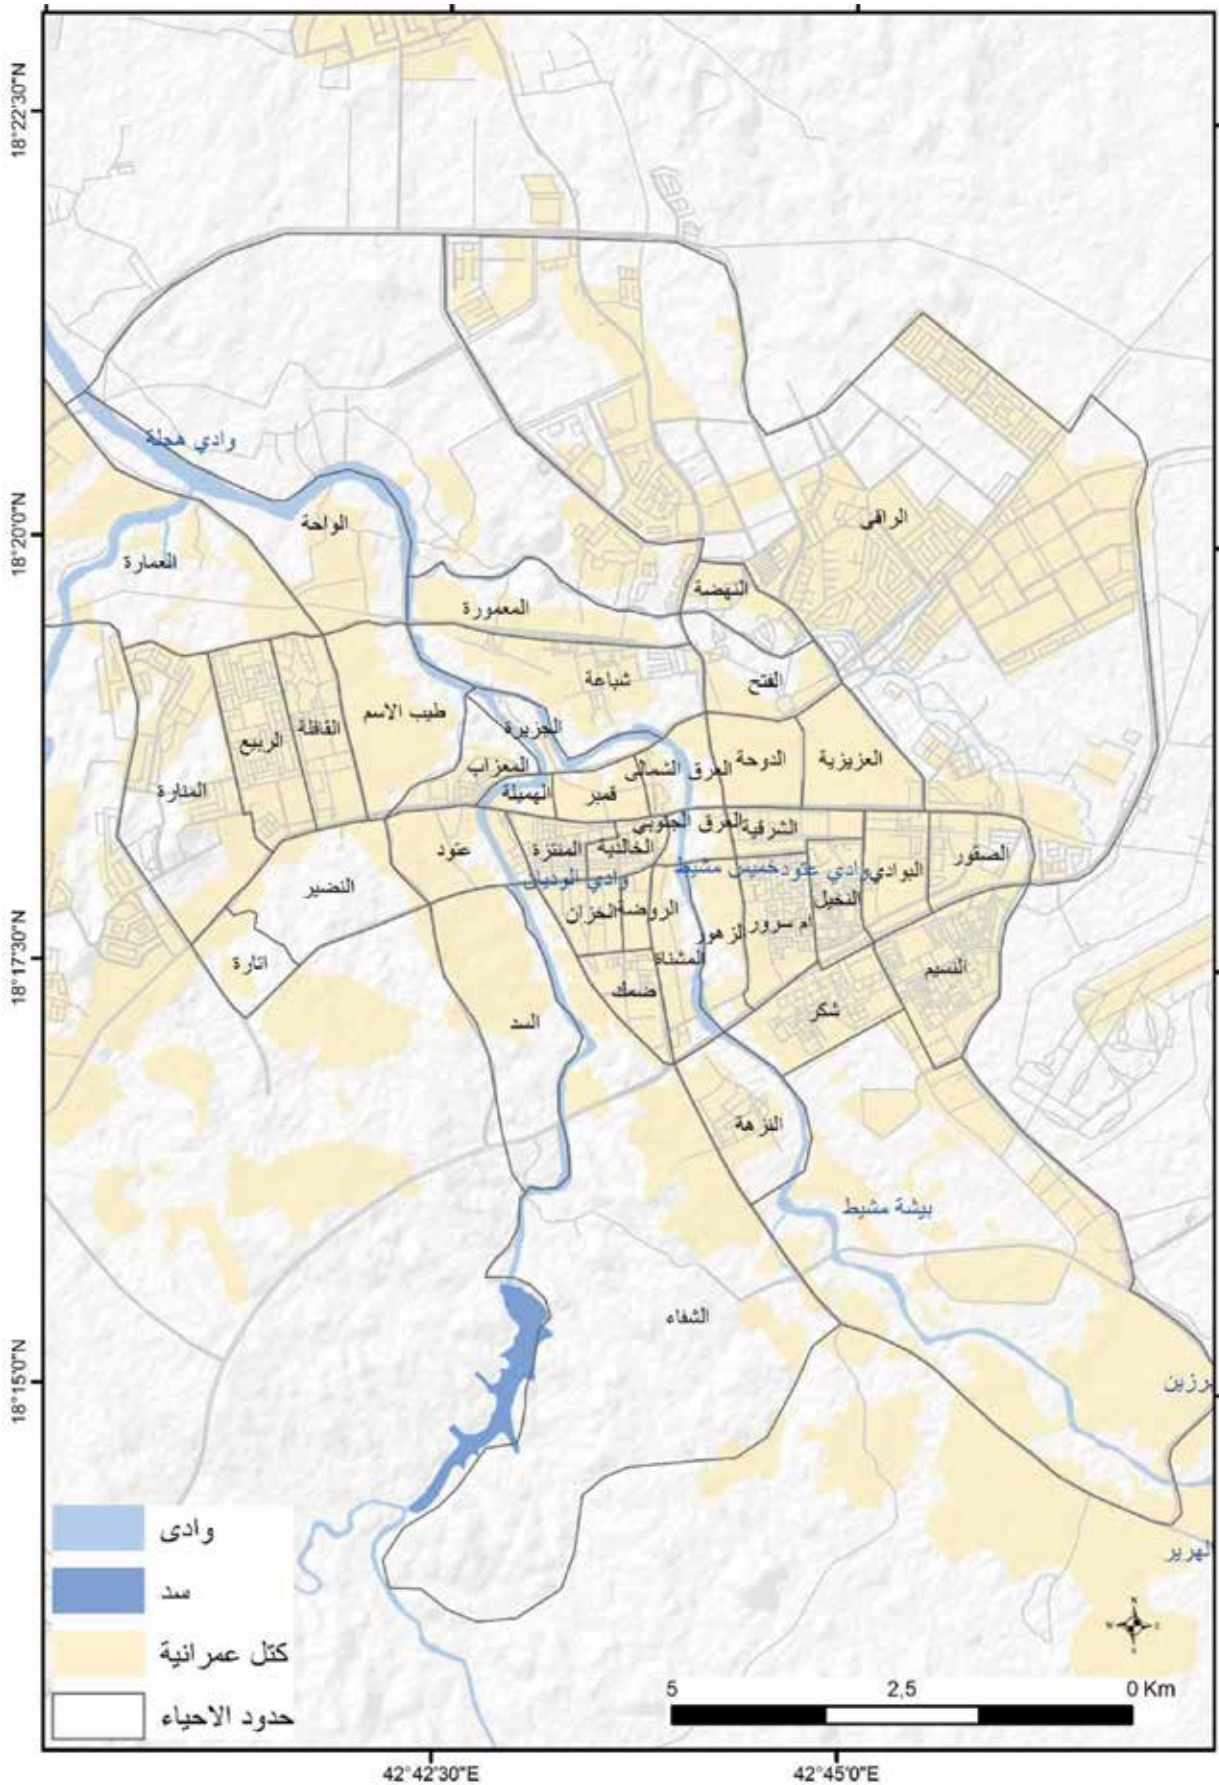 18°22'30"N
وادي هجلة
الراقي
الواحة
18°20'0"N
العمارة
النهضة
المعمورة
شباعة
الفتح
طيب الاسم
القافلة
الجزيرة
الربيع
العزيزية
الدوحة
العرق الشمالي
المعزاب
المنارة
الهميلة
قمبر
العرق الجنوبي
الشرقية
الخالدية
المنتزة
عتود
الصقور
البوادي
وادي عتود خميس مشيط
وادي الوديان
النضير
النخيل
الروضة
الخزان
ام سرور
الزهور
18°17'30"N
اتارة
المشناة
النسيم
ضمك
شكر
السد
النزهة
بيشة مشيط
الشفاء
18°15'0"N
برزين
الهرير
وادى
سد
كتل عمرانية
حدود الاحياء
N
W E
S
5 2,5 0 Km
42°42'30"E 42°45'0"E